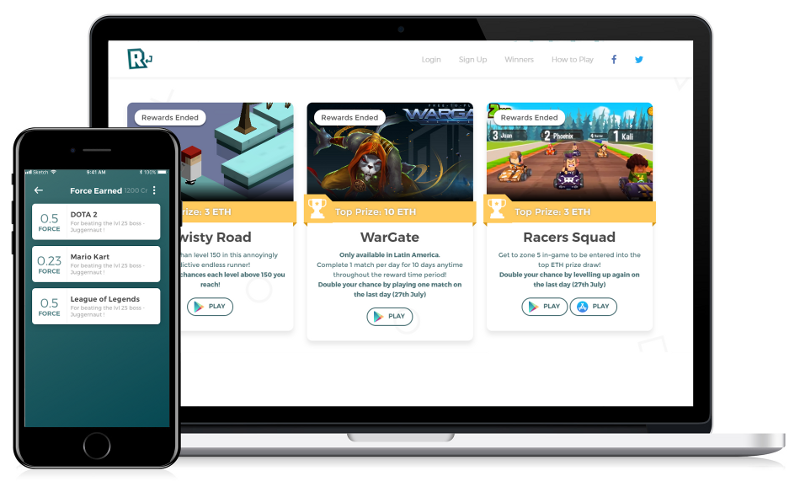 R
Login
Sign Up
Winners
How to Play
Rewards Ended
rize: 3 ETH
wisty Road
han level 150 in this annoyingly
dictive endless runner!
chances each level above 150 you
reach!
PLAY
Rewards Ended
WARGA
Top Prize: 10 ETH
WarGate
Only available in Latin America.
Complete 1 match per day for 10 days anytime
throughout the reward time period!
Double your chance by playing one match on
the last day (27th July)
PLAY
Rewards Ended
3 Juan
2 Phoenix
1 Kali
Top Prize: 3 ETH
Racers Squad
Get to zone 5 in-game to be entered into the
top ETH prize draw!
Double your chance by levelling up again on
the last day (27th July)
PLAY
PLAY
Sketch
9:41 AM
100%
Force Earned
1200 Cr
0.5
FORCE
DOTA 2
For beating the lvl 25 boss -
Juggernaut !
0.23
FORCE
Mario Kart
For beating the lvl 25 boss -
Juggernaut !
0.5
FORCE
League of Legends
For beating the lvl 25 boss -
Juggernaut !